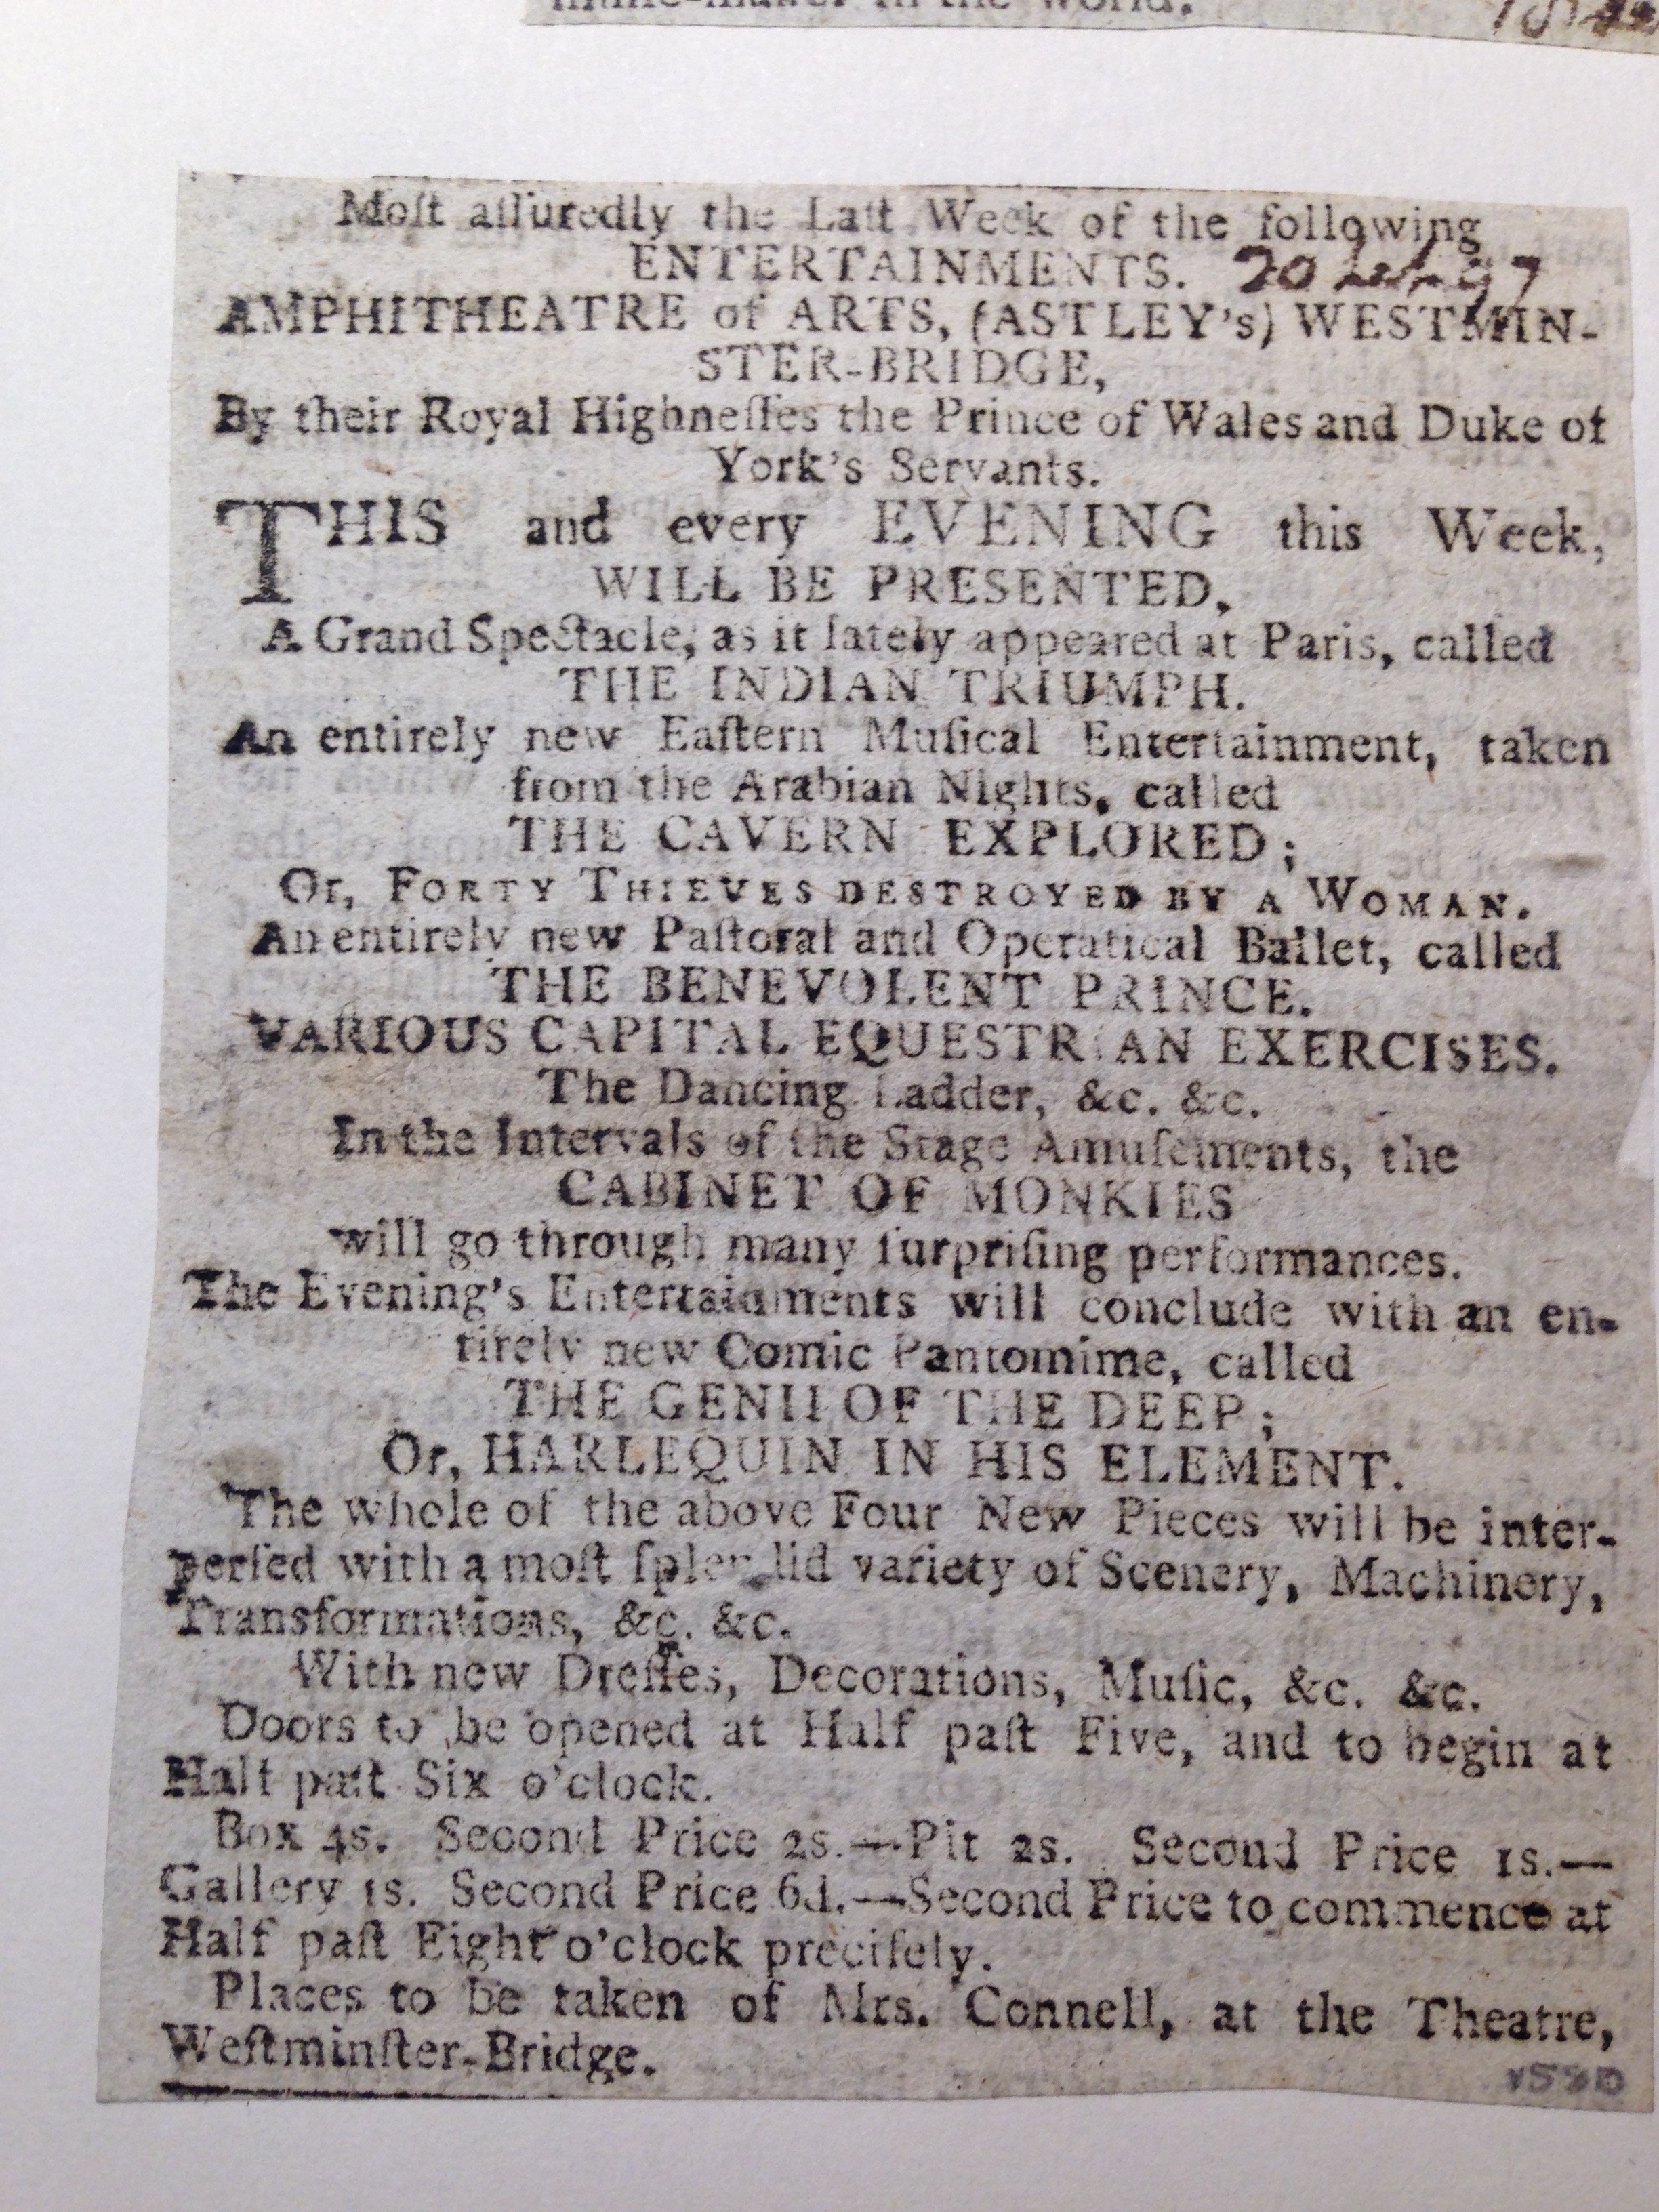 in the world.
Moſt aſſuredly the Laſt Week of the following
ENTERTAINMENTS. 20
AMPHITHEATRE of ARTS, (ASTLEY's) WESTMIN-
STER-BRIDGE,
By their Royal Highneſſes the Prince of Wales and Duke of
York's Servants.
THIS and every EVENING this Week,
WILL BE PRESENTED,
A Grand Spectacle, as it lately appeared at Paris, called
THE INDIAN TRIUMPH.
An entirely new Eaſtern Muſical Entertainment, taken
from the Arabian Nights, called
THE CAVERN EXPLORED;
Or, FORTY THIEVES DESTROYED BY A WOMAN.
An entirely new Paſtoral and Operatical Ballet, called
THE BENEVOLENT PRINCE.
VARIOUS CAPITAL EQUESTRIAN EXERCISES.
The Dancing Ladder, &c. &c.
In the Intervals of the Stage Amuſements, the
CABINET OF MONKIES
will go through many ſurpriſing performances.
The Evening's Entertainments will conclude with an en-
tirely new Comic Pantomime, called
THE GENII OF THE DEEP;
Or, HARLEQUIN IN HIS ELEMENT.
The whole of the above Four New Pieces will be inter-
perſed with a moſt ſplendid variety of Scenery, Machinery,
Transformations, &c. &c.
With new Dreſſes, Decorations, Muſic, &c. &c.
Doors to be opened at Half paſt Five, and to begin at
Half paſt Six o'clock.
Box 4s. Second Price 2s.—Pit 2s. Second Price 1s.—
Gallery 1s. Second Price 6d.—Second Price to commence at
Half paſt Eight o'clock preciſely.
Places to be taken of Mrs. Connell, at the Theatre,
Weſtminſter-Bridge.